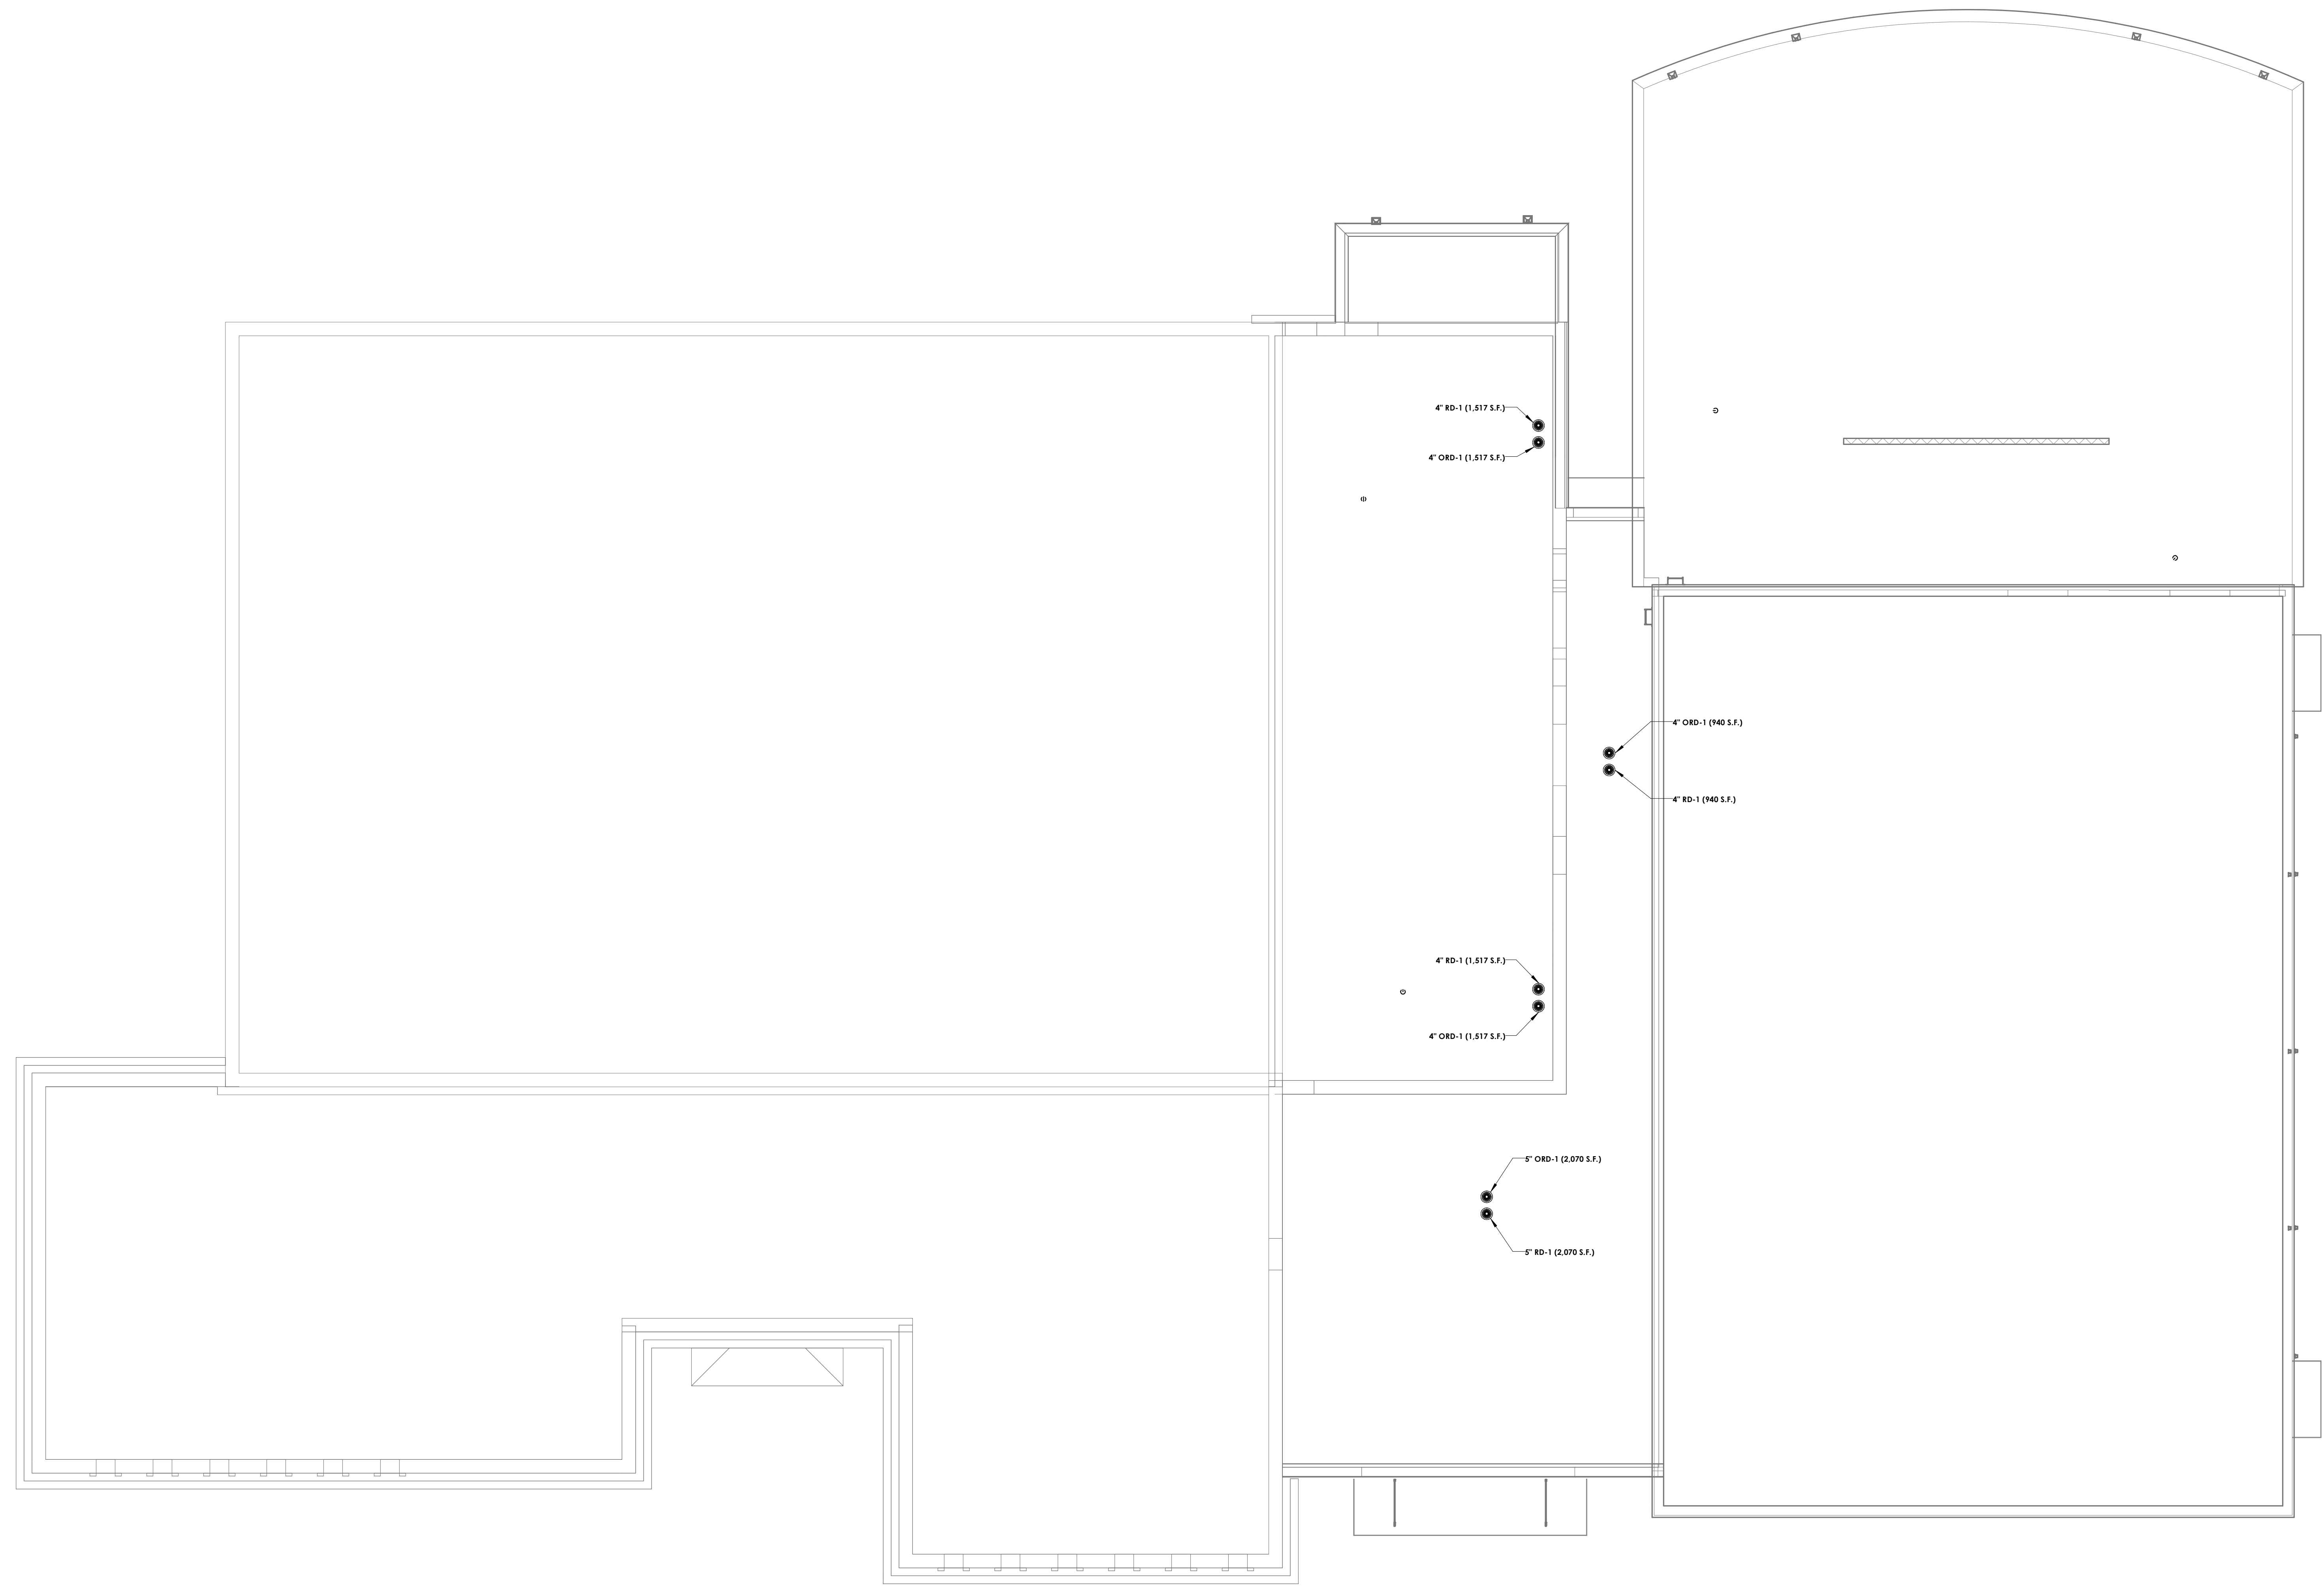 4" RD-1 (1,517 S.F.)
4" ORD-1 (1,517 S.F.)
4" ORD-1 (940 S.F.)
4" RD-1 (940 S.F.)
4" RD-1 (1,517 S.F.)
4" ORD-1 (1,517 S.F.)
5" ORD-1 (2,070 S.F.)
5" RD-1 (2,070 S.F.)